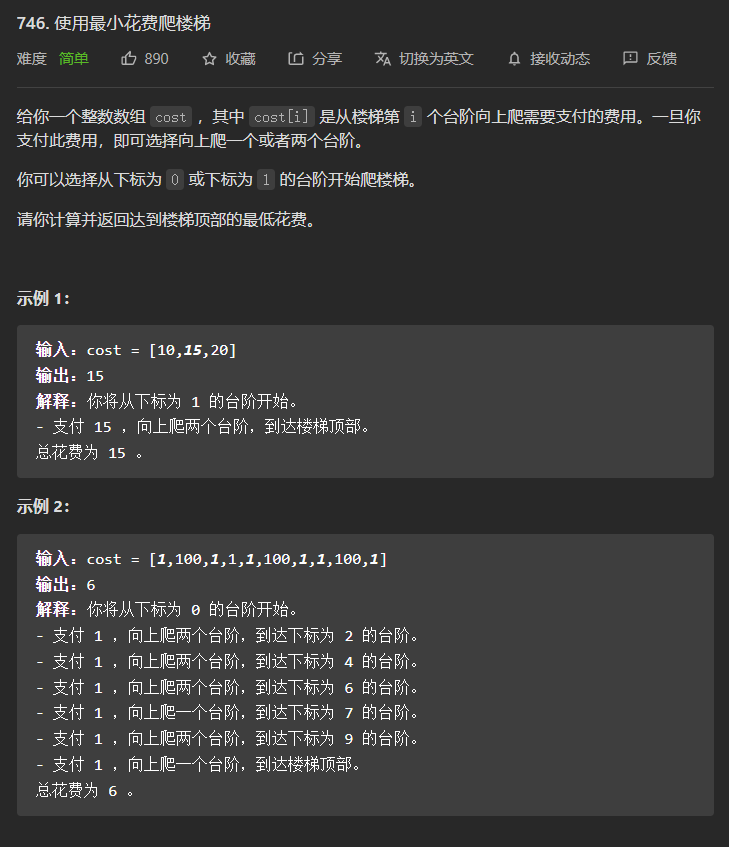 746. 使用最小花费爬楼梯
难度 简单 890 收藏 分享 切换为英文 接收动态 反馈
给你一个整数数组 cost ，其中 cost[i] 是从楼梯第 i 个台阶向上爬需要支付的费用。一旦你
支付此费用，即可选择向上爬一个或者两个台阶。
你可以选择从下标为 0 或下标为 1 的台阶开始爬楼梯。
请你计算并返回达到楼梯顶部的最低花费。
示例 1：
输入：cost = [10,15,20]
输出：15
解释：你将从下标为 1 的台阶开始。
- 支付 15 ，向上爬两个台阶，到达楼梯顶部。
总花费为 15 。
示例 2：
输入：cost = [1,100,1,1,1,100,1,1,100,1]
输出：6
解释：你将从下标为 0 的台阶开始。
- 支付 1 ，向上爬两个台阶，到达下标为 2 的台阶。
- 支付 1 ，向上爬两个台阶，到达下标为 4 的台阶。
- 支付 1 ，向上爬两个台阶，到达下标为 6 的台阶。
- 支付 1 ，向上爬一个台阶，到达下标为 7 的台阶。
- 支付 1 ，向上爬两个台阶，到达下标为 9 的台阶。
- 支付 1 ，向上爬一个台阶，到达楼梯顶部。
总花费为 6 。